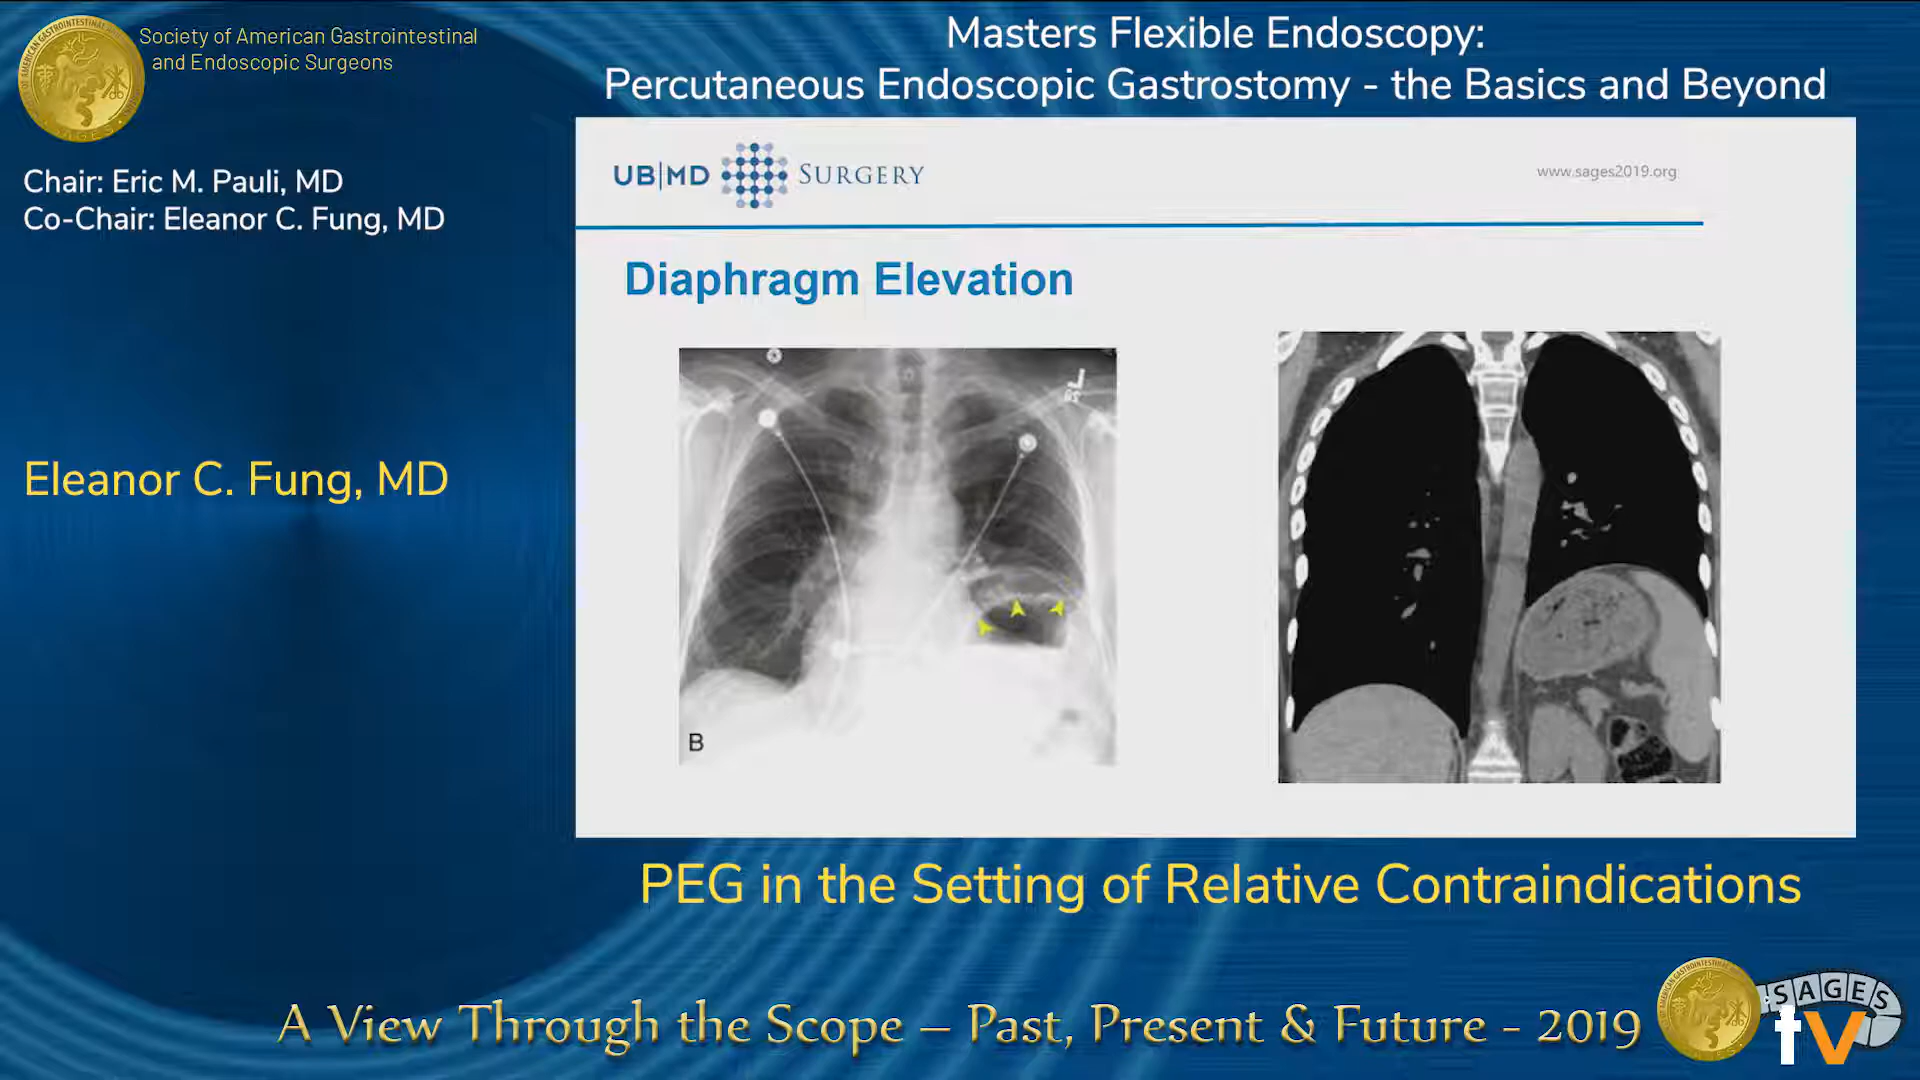 Society of American Gastrointestinal
and Endoscopic Surgeons
Masters Flexible Endoscopy:
Percutaneous Endoscopic Gastrostomy - the Basics and Beyond
Chair: Eric M. Pauli, MD
Co-Chair: Eleanor C. Fung, MD
Eleanor C. Fung, MD
UB|MD SURGERY
www.sages2019.org
Diaphragm Elevation
L
B
PEG in the Setting of Relative Contraindications
A View Through the Scope – Past, Present & Future - 2019
SAGES
tv